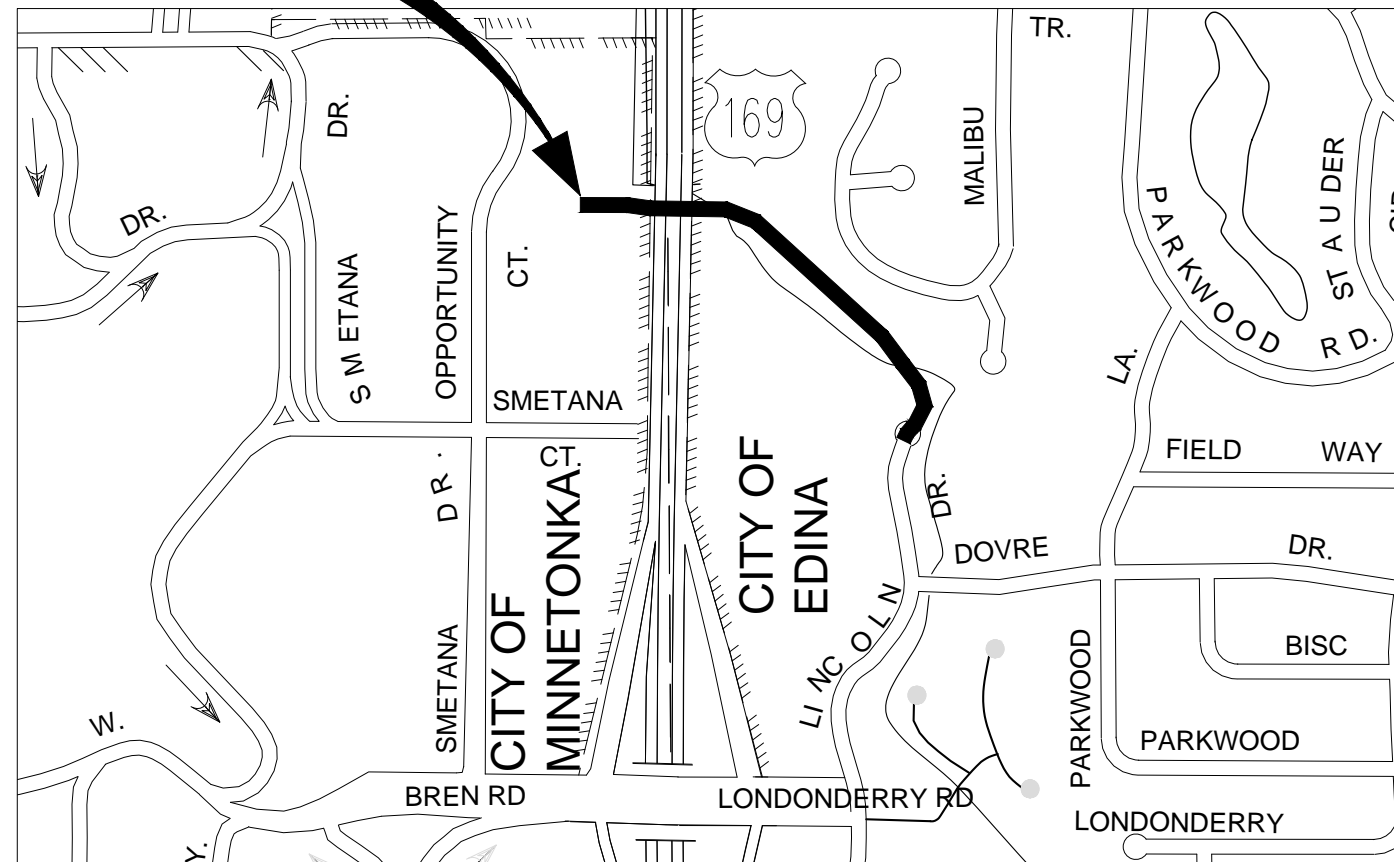 TR.
169
DR.
MALIBU
ST AUDER
DR.
PARKWOOD
RD.
OPPORTUNITY
CT.
SMETANA
LA.
SMETANA
CT.
FIELD WAY
DR.
CITY OF
EDINA
DR.
DOVRE
DR.
CITY OF
MINNETONKA
LINCOLN
SMETANA
BISC
PARKWOOD
W.
PARKWOOD
BREN RD
LONDONDERRY RD
LONDONDERRY
Y.